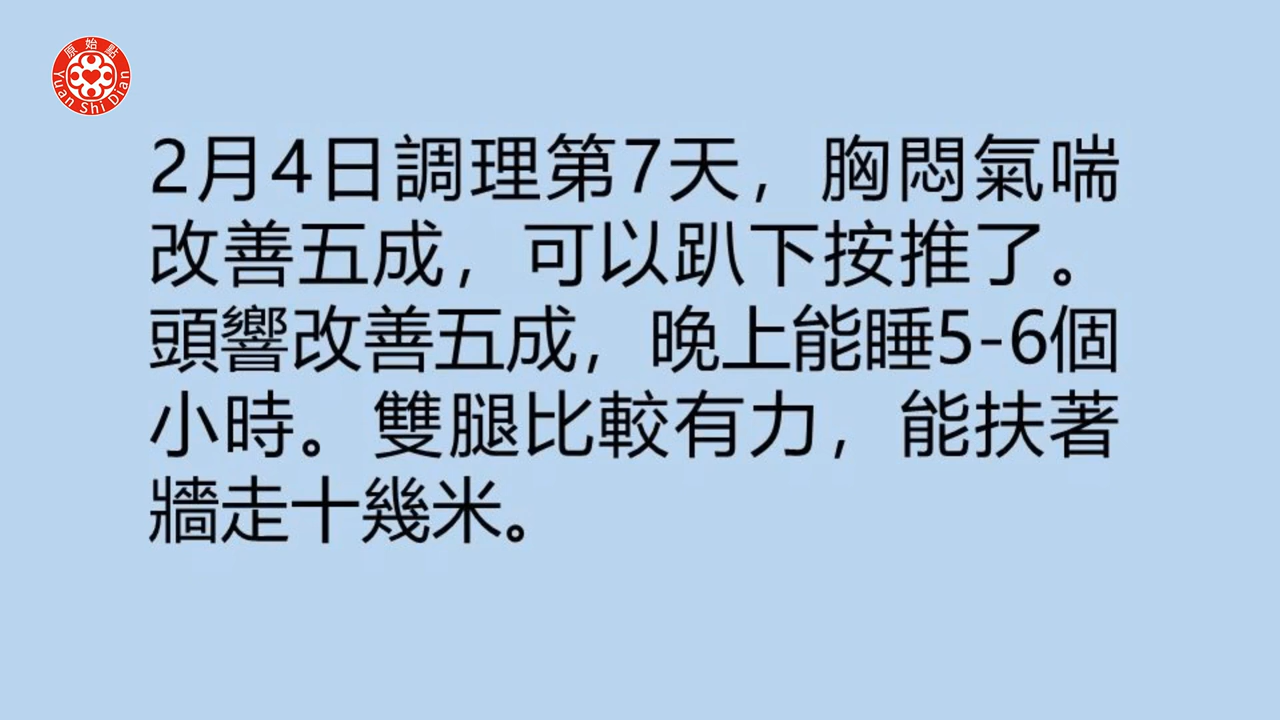 原始點
Yuan Shi Dian
2月4日調理第7天，胸悶氣喘
改善五成，可以趴下按推了。
頭響改善五成，晚上能睡5-6個
小時。雙腿比較有力，能扶著
牆走十幾米。